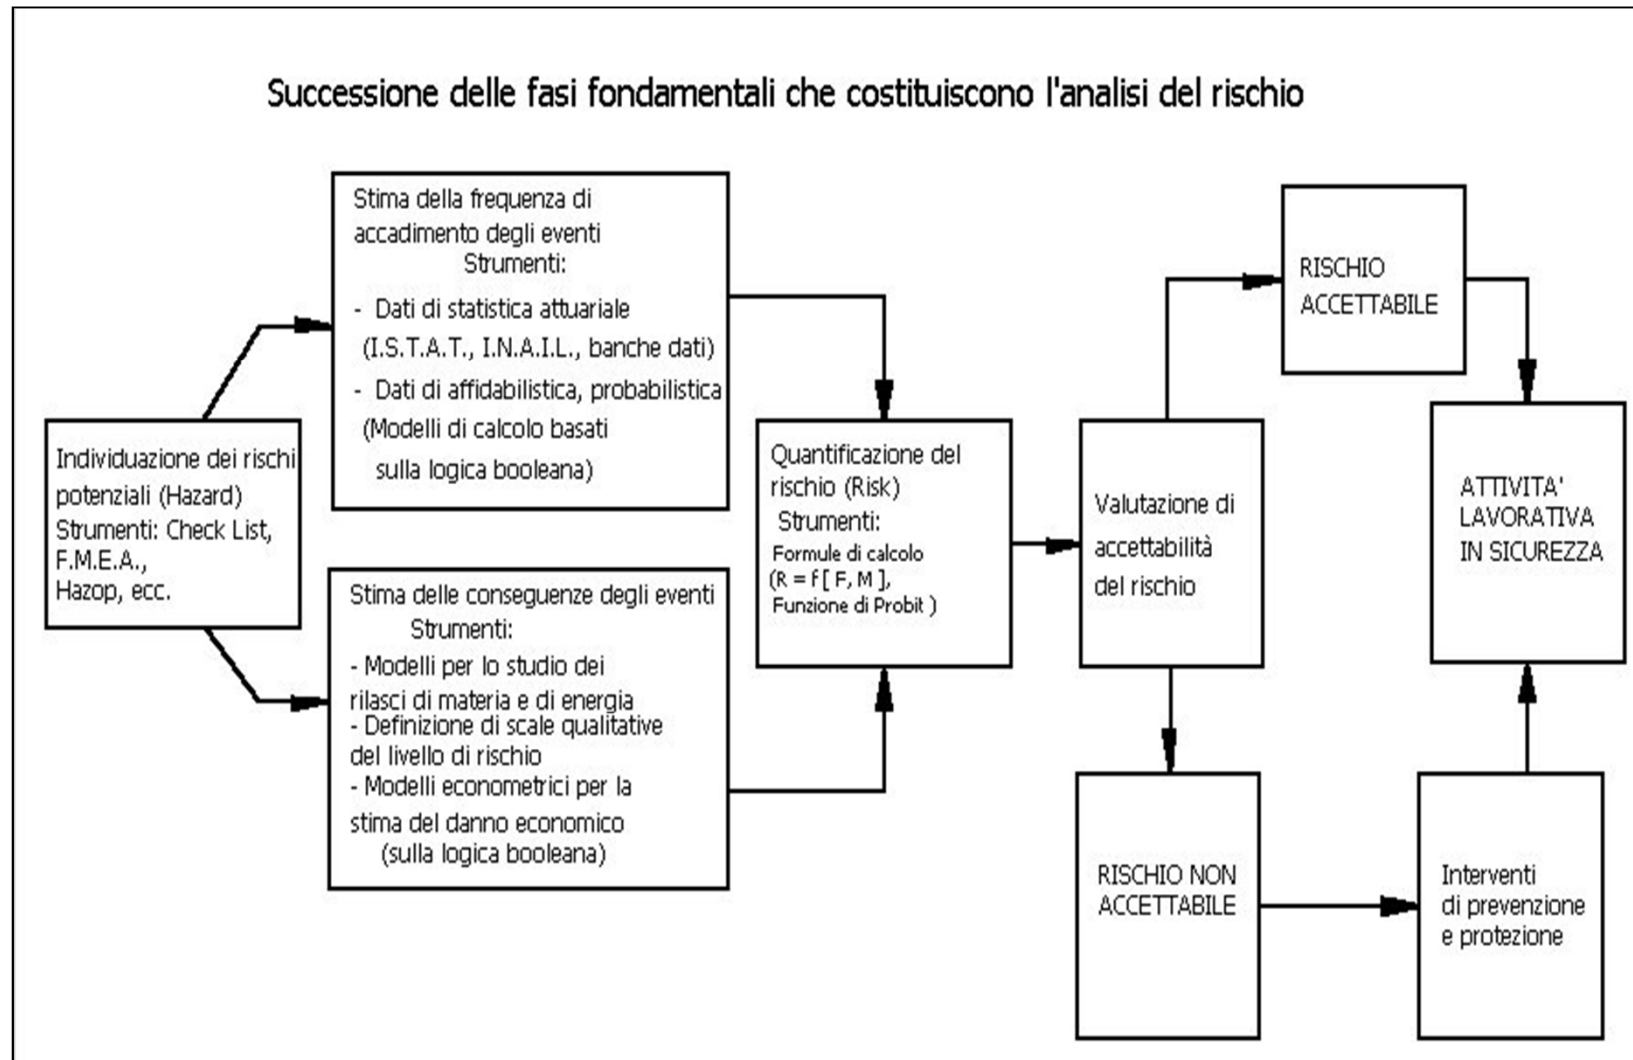 Successione delle fasi fondamentali che costituiscono l'analisi del rischio
Individuazione dei rischi
potenziali (Hazard)
Strumenti: Check List,
F.M.E.A.,
Hazop, ecc.
Stima della frequenza di
accadimento degli eventi
Strumenti:
- Dati di statistica attuariale
(I.S.T.A.T., I.N.A.I.L., banche dati)
- Dati di affidabilistica, probabilistica
(Modelli di calcolo basati
sulla logica booleana)
Stima delle conseguenze degli eventi
Strumenti:
- Modelli per lo studio dei
rilasci di materia e di energia
- Definizione di scale qualitative
del livello di rischio
- Modelli econometrici per la
stima del danno economico
(sulla logica booleana)
Quantificazione del
rischio (Risk)
Strumenti:
Formule di calcolo
(R = f [ F, M ],
Funzione di Probit )
Valutazione di
accettabilità
del rischio
RISCHIO
ACCETTABILE
RISCHIO NON
ACCETTABILE
Interventi
di prevenzione
e protezione
ATTIVITA'
LAVORATIVA
IN SICUREZZA